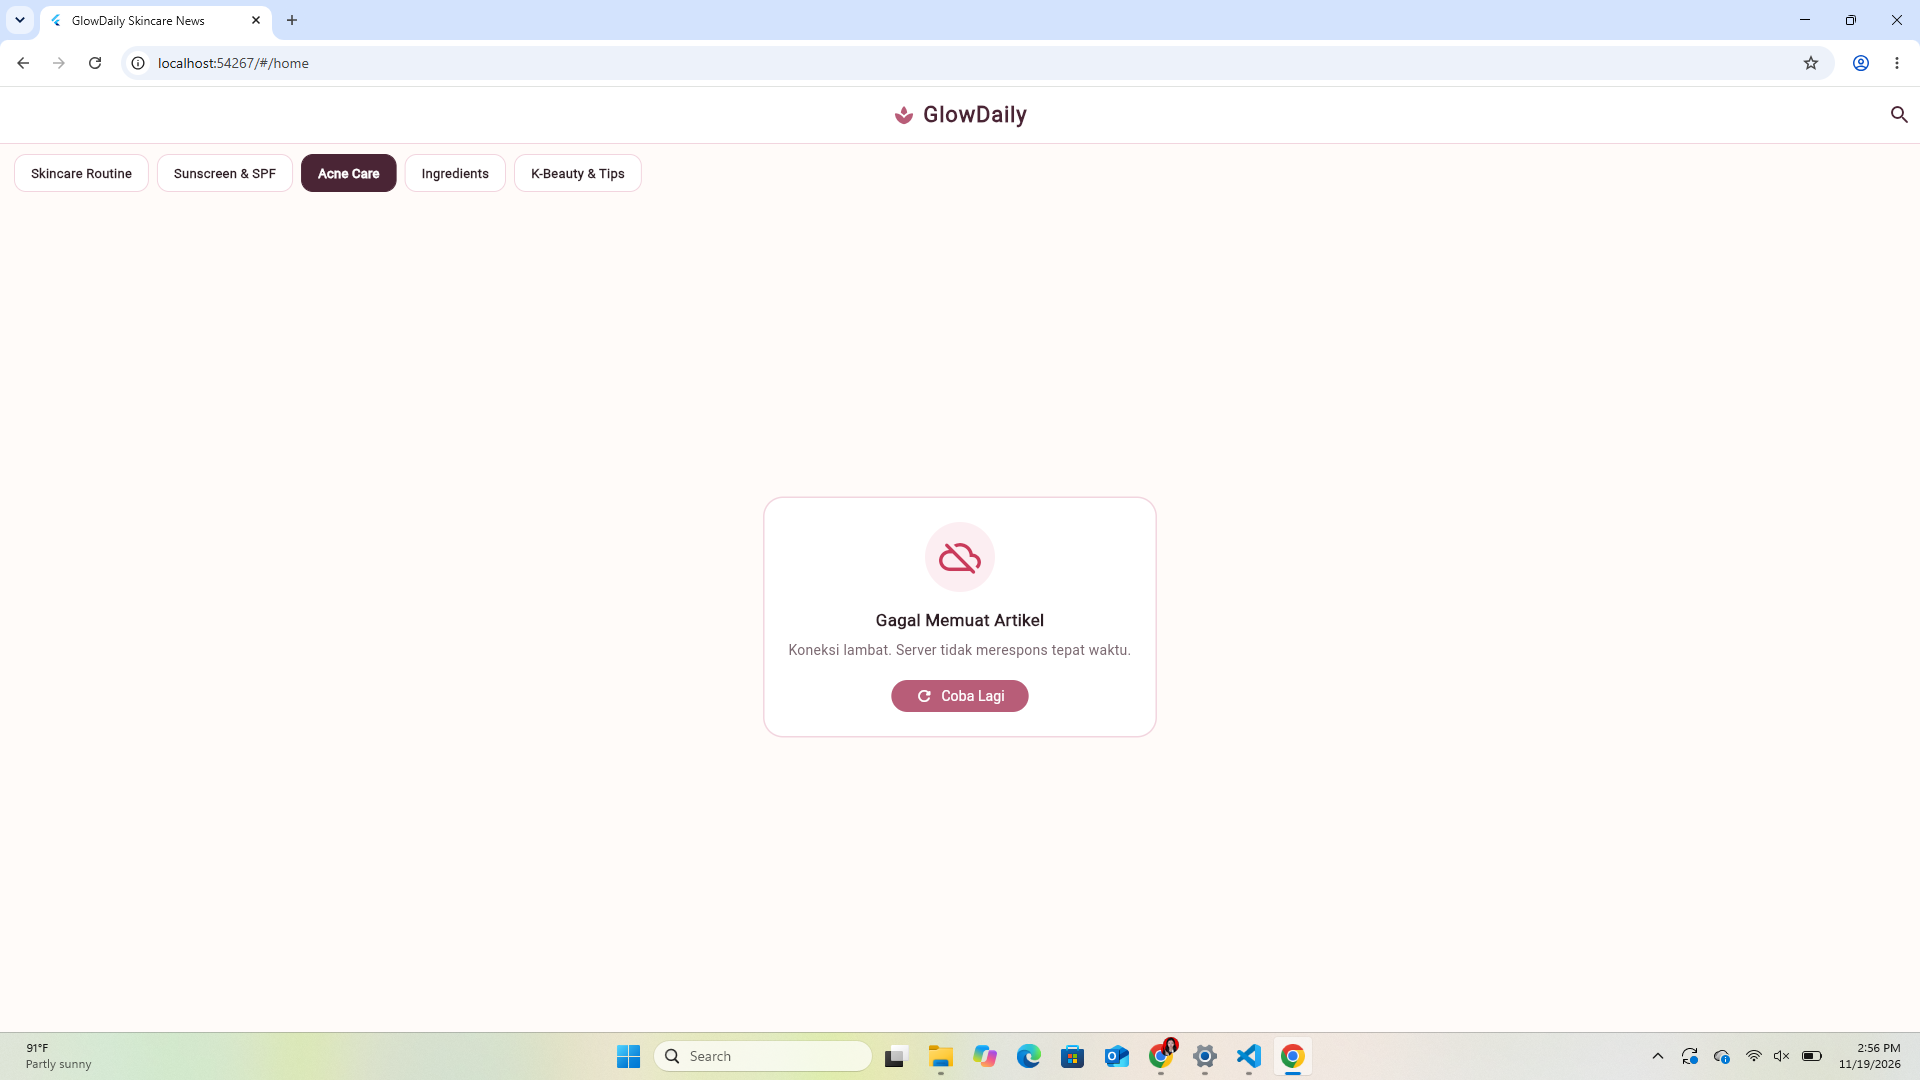 GlowDaily Skincare News
localhost:54267/#/home
GlowDaily
Skincare Routine
Sunscreen & SPF
Acne Care
Ingredients
K-Beauty & Tips
Gagal Memuat Artikel
Koneksi lambat. Server tidak merespons tepat waktu.
Coba Lagi
91°F
Partly sunny
Search
2:56 PM
11/19/2026